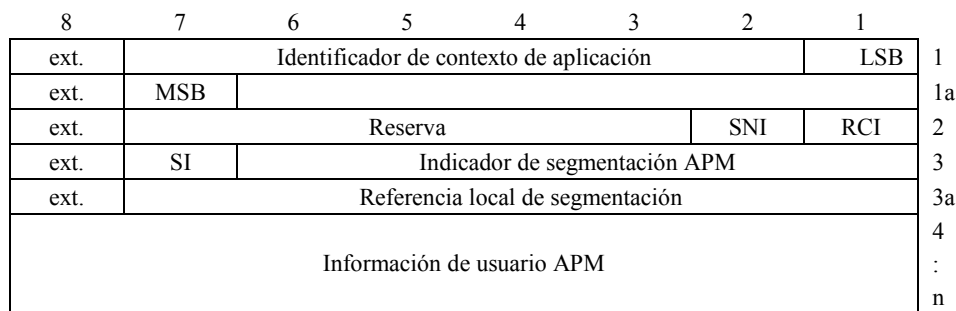 8 7 6 5 4 3 2 1
ext. Identificador de contexto de aplicación LSB 1
ext. MSB 1a
ext. Reserva SNI RCI 2
ext. SI Indicador de segmentación APM 3
ext. Referencia local de segmentación 3a
4
Información de usuario APM :
n